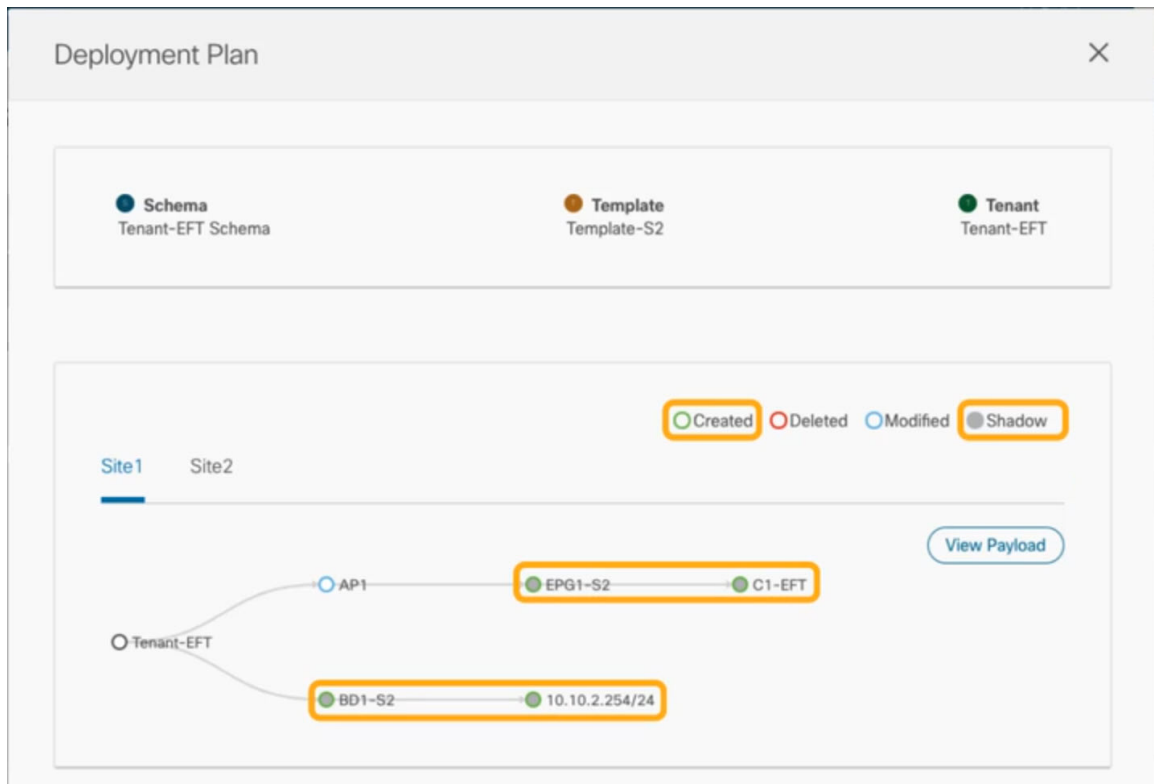 Deployment Plan
Schema
Tenant-EFT Schema
Template
Template-S2
Tenant
Tenant-EFT
Created Deleted Modified Shadow
Site1 Site2
View Payload
AP1 EPG1-S2 C1-EFT
Tenant-EFT
BD1-S2 10.10.2.254/24